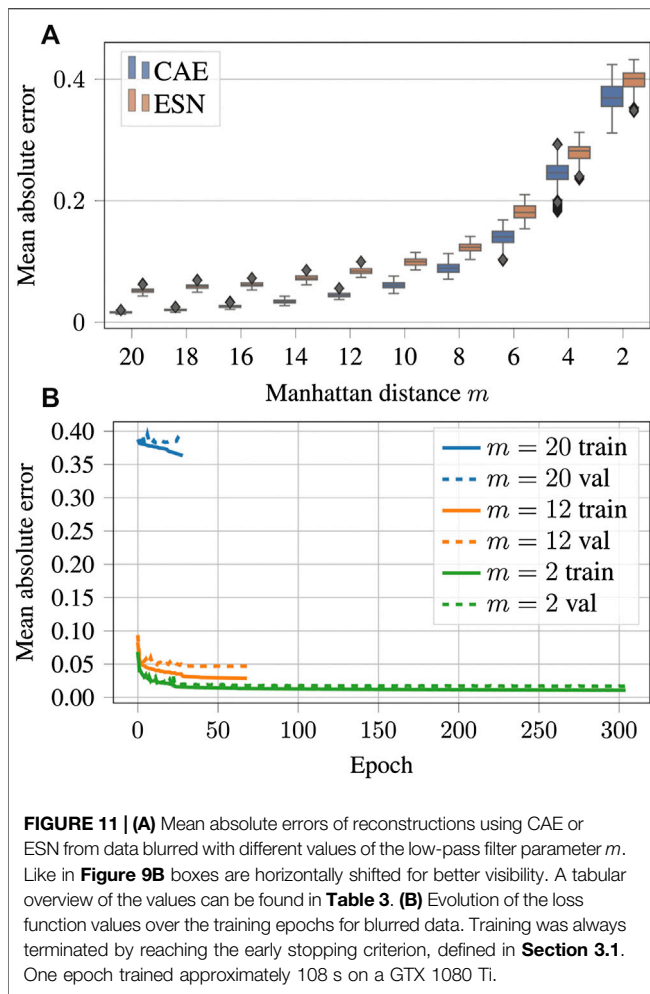 A
CAE
ESN
0.4
0.2
0
Mean absolute error
20 18 16 14 12 10 8 6 4 2
Manhattan distance m
B
0.40
0.35
0.30
0.25
0.20
0.15
0.10
0.05
0.00
Mean absolute error
m = 20 train
m = 20 val
m = 12 train
m = 12 val
m = 2 train
m = 2 val
0 50 100 150 200 250 300
Epoch
FIGURE 11 | (A) Mean absolute errors of reconstructions using CAE or
ESN from data blurred with different values of the low-pass filter parameter m.
Like in Figure 9B boxes are horizontally shifted for better visibility. A tabular
overview of the values can be found in Table 3. (B) Evolution of the loss
function values over the training epochs for blurred data. Training was always
terminated by reaching the early stopping criterion, defined in Section 3.1.
One epoch trained approximately 108 s on a GTX 1080 Ti.